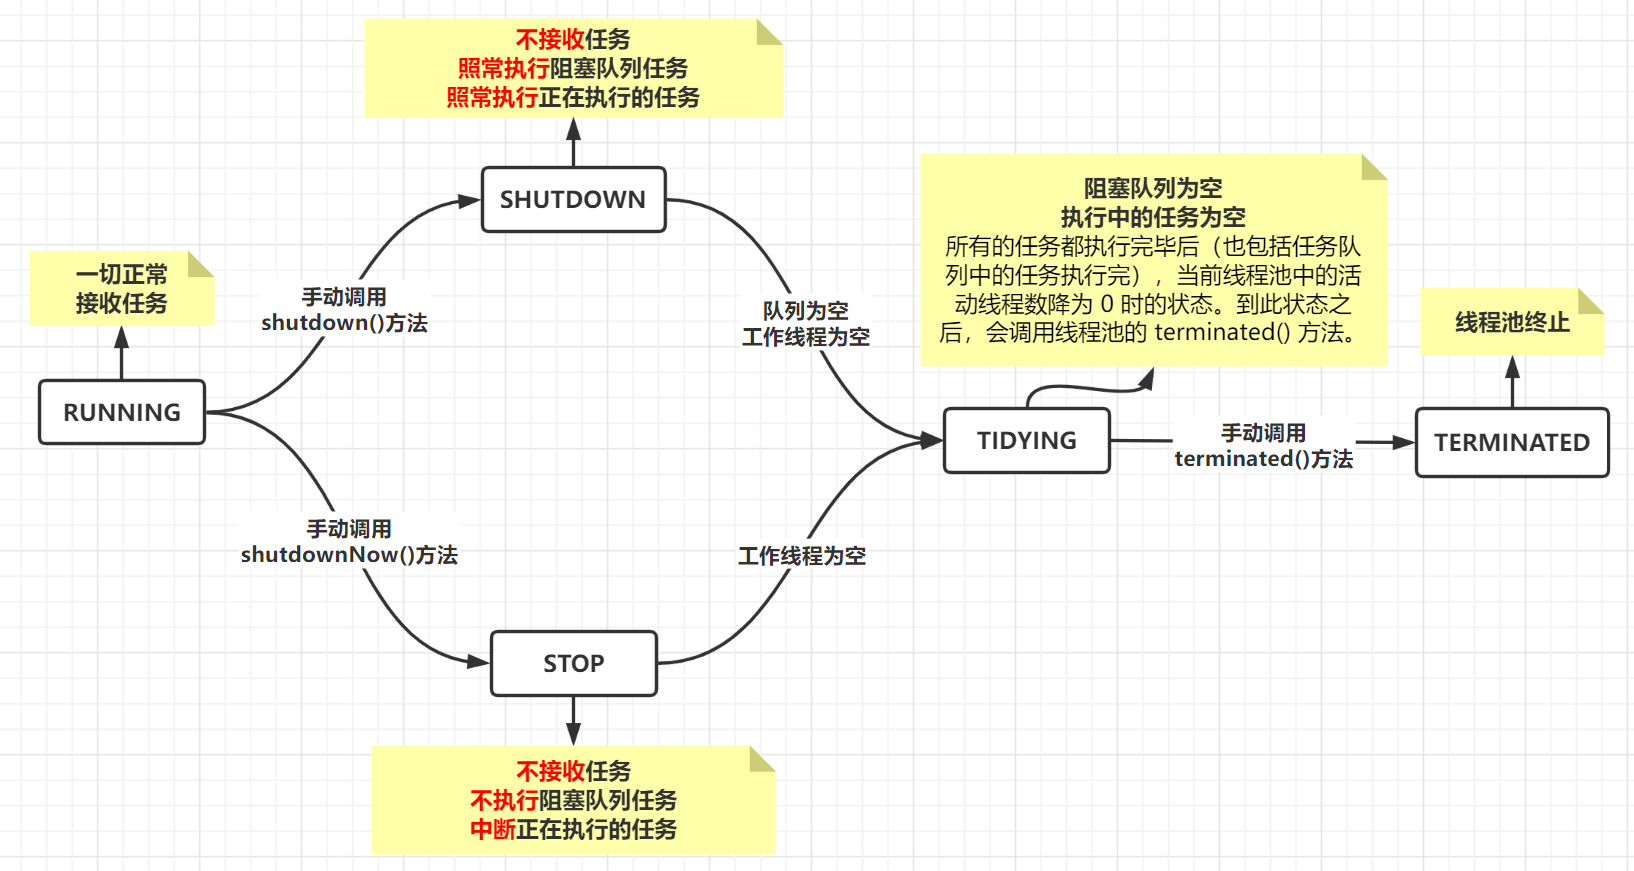 不接收任务
照常执行阻塞队列任务
照常执行正在执行的任务
SHUTDOWN
一切正常
接收任务
手动调用
shutdown()方法
RUNNING
手动调用
shutdownNow()方法
STOP
不接收任务
不执行阻塞队列任务
中断正在执行的任务
队列为空
工作线程为空
工作线程为空
阻塞队列为空
执行中的任务为空
所有的任务都执行完毕后（也包括任务队
列中的任务执行完），当前线程池中的活
动线程数降为 0 时的状态。到此状态之
后，会调用线程池的 terminated() 方法。
TIDYING
手动调用
terminated()方法
线程池终止
TERMINATED